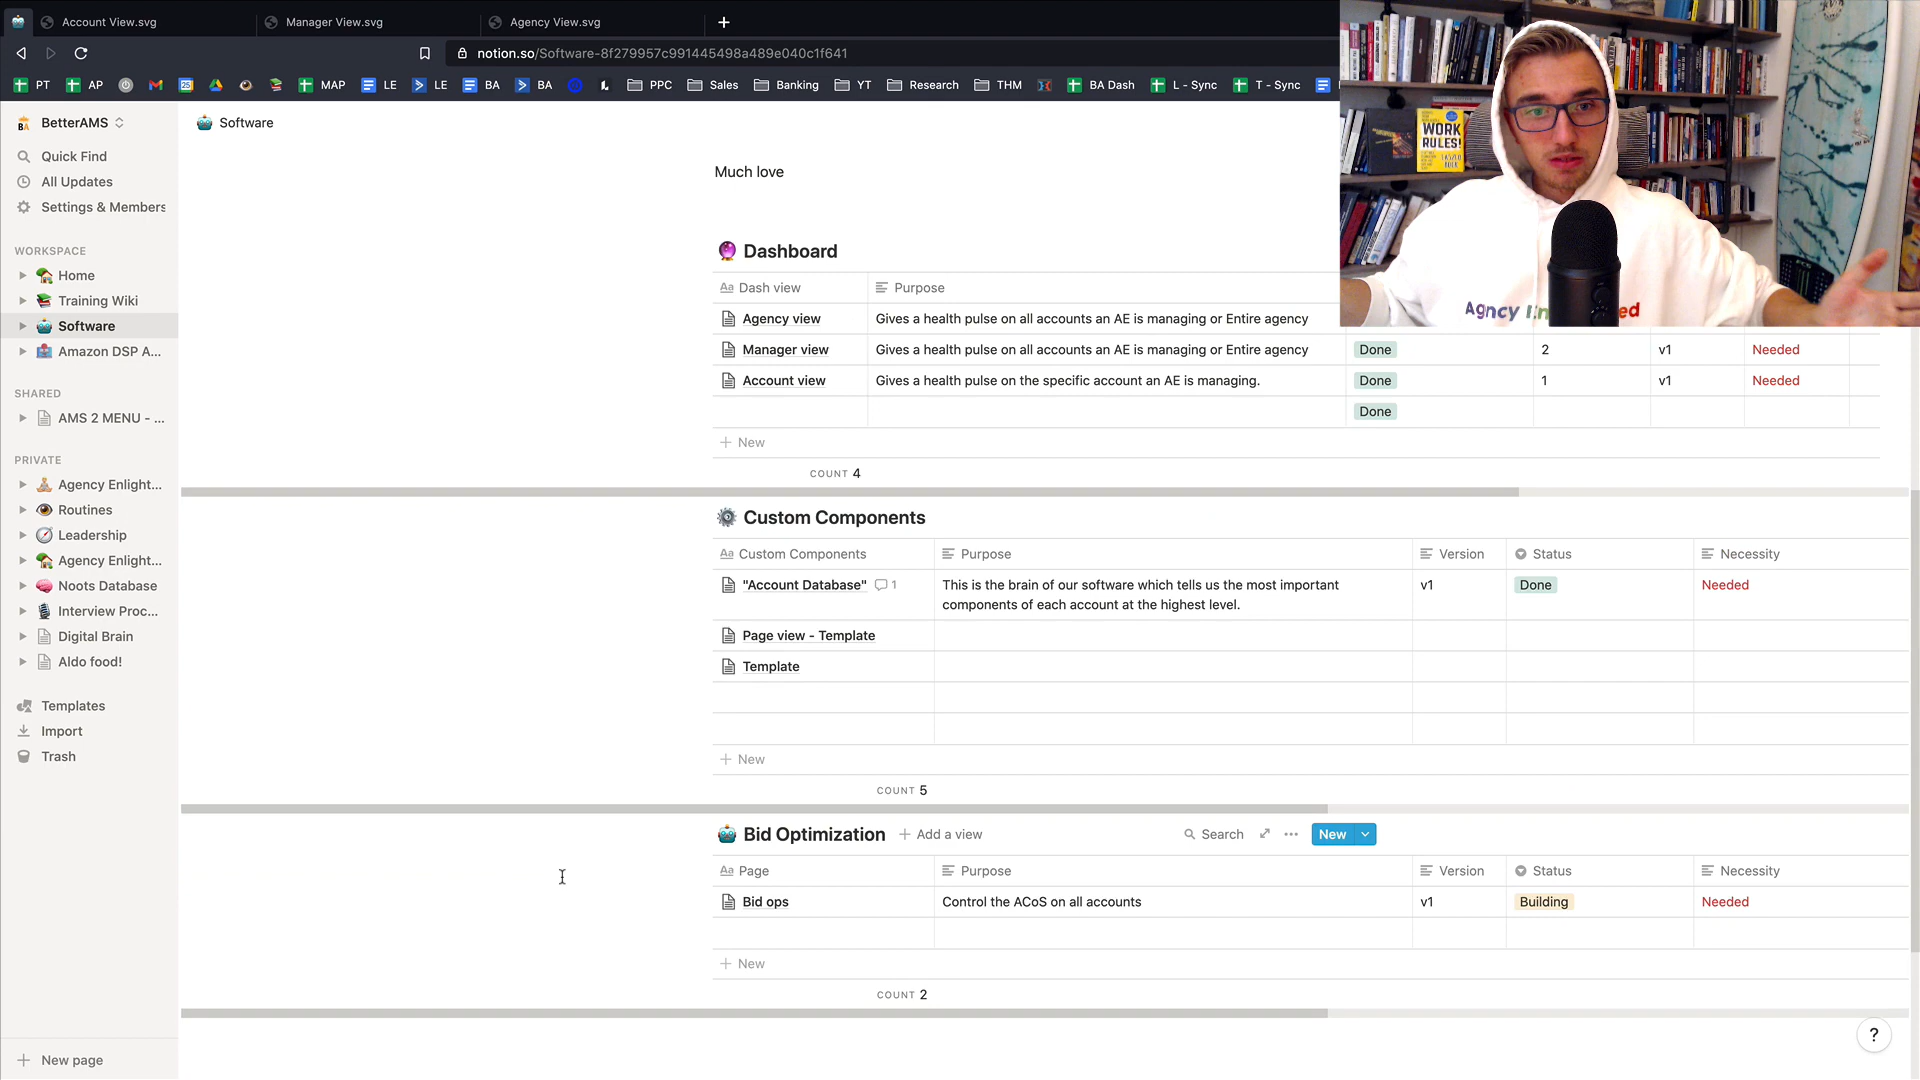 Account View.svg
Manager View.svg
Agency View.svg
notion.so/Software-8f279957c991445498a489e040c1f641
PT
AP
MAP
LE
LE
BA
BA
PPC
Sales
Banking
YT
Research
THM
BA Dash
L - Sync
T - Sync
BetterAMS
Quick Find
All Updates
Settings & Members
WORKSPACE
Home
Training Wiki
Software
Amazon DSP A...
SHARED
AMS 2 MENU - ...
PRIVATE
Agency Enlight...
Routines
Leadership
Agency Enlight...
Noots Database
Interview Proc...
Digital Brain
Aldo food!
Templates
Import
Trash
New page
Software
Much love
Dashboard
Aa Dash view
Purpose
Agency view
Gives a health pulse on all accounts an AE is managing or Entire agency
Manager view
Gives a health pulse on all accounts an AE is managing or Entire agency
Done
2
v1
Needed
Account view
Gives a health pulse on the specific account an AE is managing.
Done
1
v1
Needed
Done
New
COUNT 4
Custom Components
Aa Custom Components
Purpose
Version
Status
Necessity
"Account Database"
1
This is the brain of our software which tells us the most important
components of each account at the highest level.
v1
Done
Needed
Page view - Template
Template
New
COUNT 5
Bid Optimization
Add a view
Search
New
Aa Page
Purpose
Version
Status
Necessity
Bid ops
Control the ACoS on all accounts
v1
Building
Needed
New
COUNT 2
?
WORK
RULES!